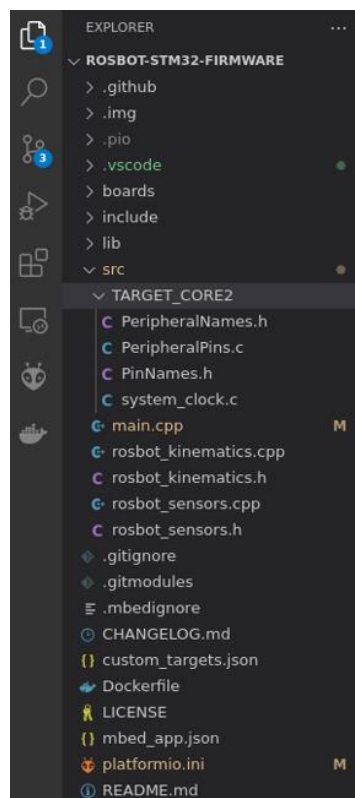 EXPLORER
ROSBOT-STM32-FIRMWARE
.github
.img
.pio
.vscode
boards
include
lib
src
TARGET_CORE2
PeripheralNames.h
PeripheralPins.c
PinNames.h
system_clock.c
main.cpp M
rosbot_kinematics.cpp
rosbot_kinematics.h
rosbot_sensors.cpp
rosbot_sensors.h
.gitignore
.gitmodules
.mbedignore
CHANGELOG.md
custom_targets.json
Dockerfile
LICENSE
mbed_app.json
platformio.ini M
README.md
1
3